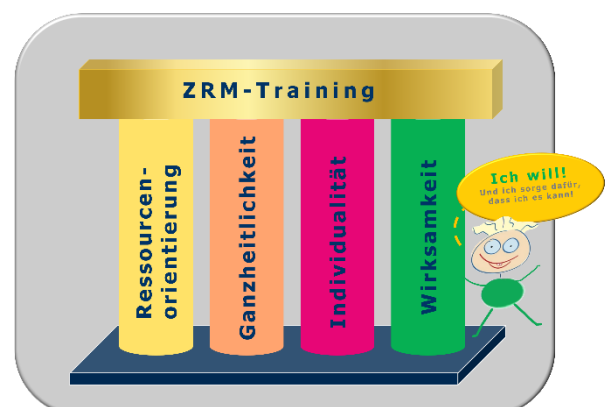 ZRM-Training
Ressourcen-
orientierung
Ganzheitlichkeit
Individualität
Wirksamkeit
Ich will!
Und ich sorge dafür,
dass ich es kann!